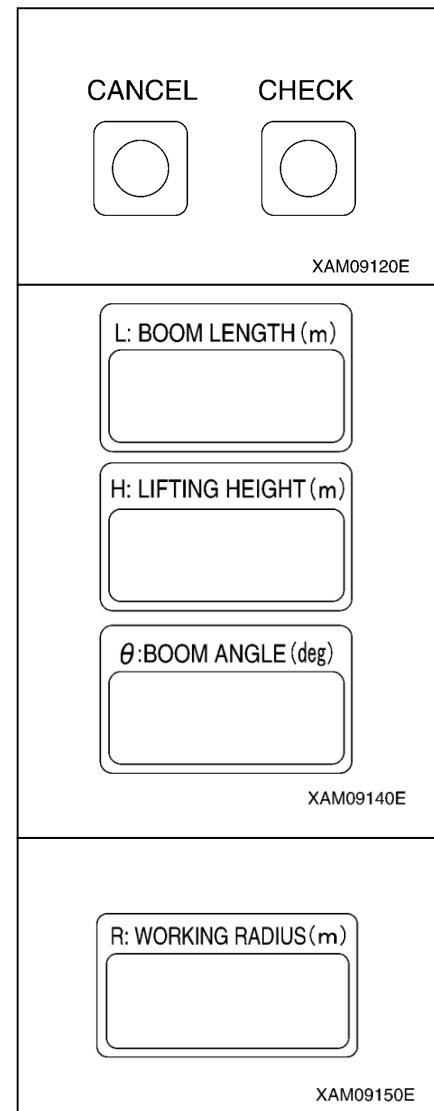 CANCEL CHECK
XAM09120E
L: BOOM LENGTH(m)
H: LIFTING HEIGHT(m)
θ:BOOM ANGLE(deg)
XAM09140E
R: WORKING RADIUS(m)
XAM09150E